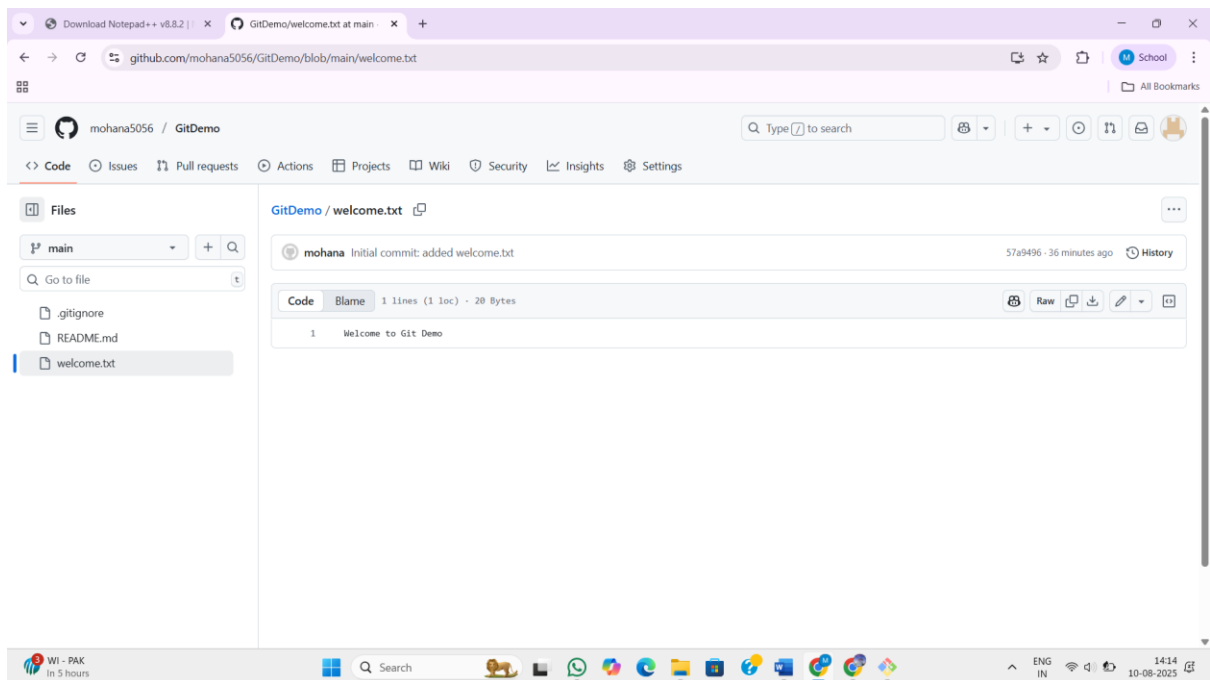 Download Notepad++ v8.8.2 |
GitDemo/welcome.txt at main ·
github.com/mohana5056/GitDemo/blob/main/welcome.txt
M School
All Bookmarks
mohana5056 / GitDemo
Type / to search
<> Code Issues Pull requests Actions Projects Wiki Security Insights Settings
Files
main
Go to file t
.gitignore
README.md
welcome.txt
GitDemo / welcome.txt
mohana Initial commit: added welcome.txt 57a9496 · 36 minutes ago History
Code Blame 1 lines (1 loc) · 20 Bytes Raw
1 Welcome to Git Demo
3 WI - PAK
In 5 hours
Search
ENG
IN
14:14
10-08-2025